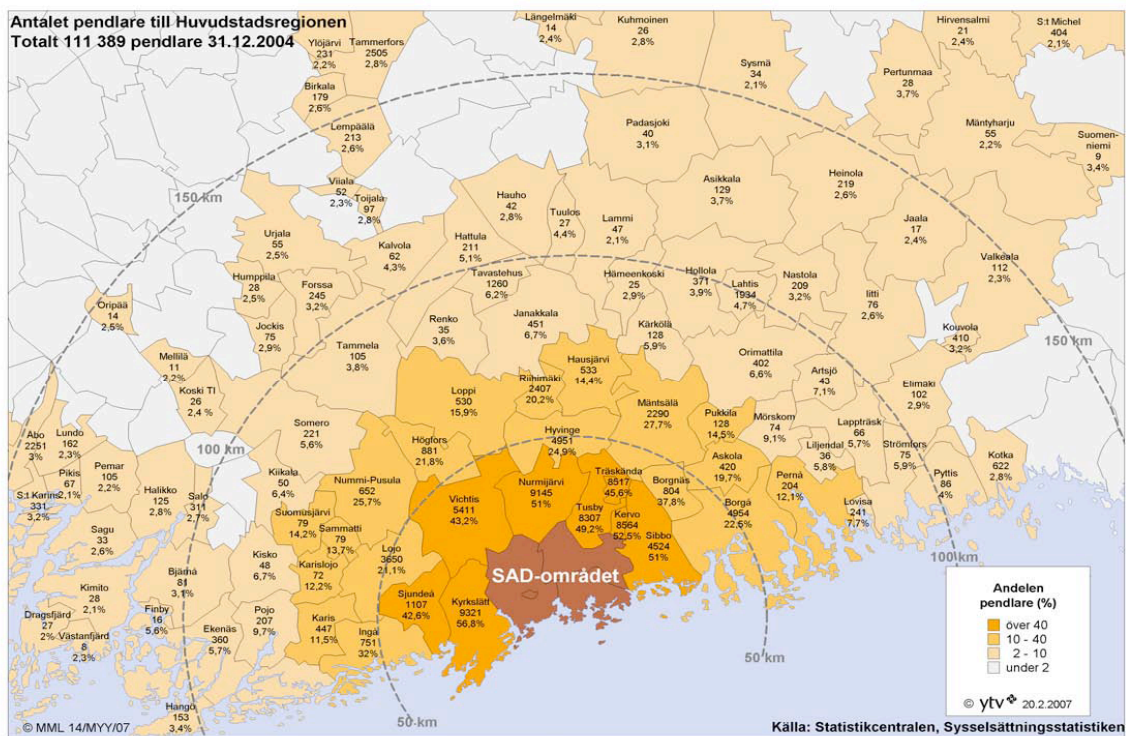 Antalet pendlare till Huvudstadsregionen
Totalt 111 389 pendlare 31.12.2004
Ylöjärvi
231
2,2%
Tammerfors
2505
2,8%
Längelmäki
14
2,4%
Kuhmoinen
26
2,8%
Sysmä
34
2,1%
Hirvensalmi
21
2,4%
S:t Michel
404
2,1%
Pertunmaa
28
3,7%
Birkala
179
2,6%
Lempäälä
213
2,6%
Padasjoki
40
3,1%
Mäntyharju
55
2,2%
Suomen-
niemi
9
3,4%
150 km
Viiala
52
2,3%
Toijala
97
2,8%
Hauho
42
2,8%
Tuulos
27
4,4%
Lammi
47
2,1%
Asikkala
129
3,7%
Heinola
219
2,6%
Jaala
17
2,4%
Valkeala
112
2,3%
Urjala
55
2,5%
Kalvola
62
4,3%
Hattula
211
5,1%
Tavastehus
1260
6,2%
Hämeenkoski
25
2,9%
Hollola
371
3,9%
Lahtis
1934
4,7%
Nastola
209
3,2%
Iitti
76
2,6%
Kouvola
410
3,2%
150 km
Humppila
28
2,5%
Forssa
245
3,2%
Oripää
14
2,5%
Jockis
75
2,9%
Renko
35
3,6%
Janakkala
451
6,7%
Kärkölä
128
5,9%
Tammela
105
3,8%
Mellilä
11
2,2%
Koski Tl
26
2,4 %
Loppi
530
15,9%
Riihimäki
2407
20,2%
Hausjärvi
533
14,4%
Mäntsälä
2290
27,7%
Orimattila
402
6,6%
Artsjö
43
7,1%
Elimäki
102
2,9%
Pukkila
128
14,5%
Mörskom
74
9,1%
Lappträsk
66
5,7%
Liljendal
36
5,8%
Strömfors
75
5,9%
Pyttis
86
4%
Kotka
622
2,8%
Åbo
2251
3%
Lundo
162
2,3%
Somero
221
5,6%
100 km
Högfors
881
21,8%
Hyvinge
4951
24,9%
Askola
420
19,7%
Pernå
204
12,1%
Lovisa
241
7,7%
Pikis
67
2,1%
Pemar
105
2,2%
Halikko
125
2,8%
Salo
311
2,7%
Kiikala
50
6,4%
Nummi-Pusula
652
25,7%
Vichtis
5411
43,2%
Nurmijärvi
9145
51%
Träskända
8517
45,6%
Borgnäs
804
37,8%
Borgå
4954
22,5%
S:t Karins
331
3,2%
Sagu
33
2,6%
Suomusjärvi
79
14,2%
Sammatti
79
13,7%
Tusby
8307
49,2%
Kervo
8564
52,5%
Sibbo
4524
51%
100 km
Kimito
28
2,1%
Bjärnå
81
3,1%
Kisko
48
6,7%
Karislojo
72
12,2%
Lojo
3650
21,1%
SAD-området
Sjundeå
1107
42,6%
Kyrkslätt
9321
56,8%
Dragsfjärd
27
2%
Västanfjärd
8
2,3%
Finby
16
5,6%
Ekenäs
360
5,7%
Pojo
207
9,7%
Karis
447
11,5%
Ingå
751
32%
50 km
50 km
Hangö
153
3,4%
Andelen
pendlare (%)
över 40
10 - 40
2 - 10
under 2
© ytv 20.2.2007
© MML 14/MYY/07
Källa: Statistikcentralen, Sysselsättningsstatistiken